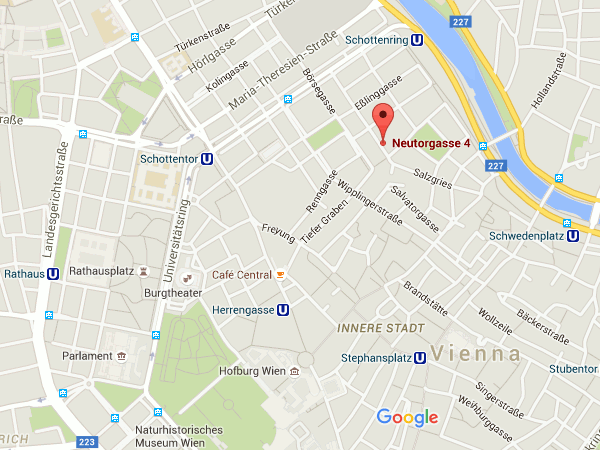 Türkenstraße
Türken
Hörlgasse
Kolingasse
Maria-Theresien-Straße
Schottenring U
227
Hollandstraße
Börsegasse
Eßlinggasse
Neutorgasse 4
Schottentor U
Landesgerichtsstraße
Universitätsring
Renngasse
Wipplingerstraße
Salzgries
Salvatorgasse
227
Freyung
Tiefer Graben
Schwedenplatz U
Rathaus U
Rathausplatz
Burgtheater
Café Central
Herrengasse U
Brandstätte
Wollzeile
Bäckerstraße
INNERE STADT
Vienna
Parlament
Stephansplatz U
Stubentor
Hofburg Wien
Singerstraße
Weihburggasse
Google
Naturhistorisches
Museum Wien
223
RICH